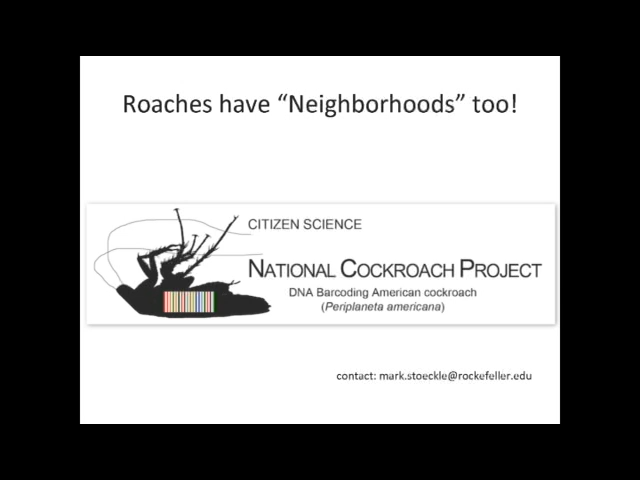 Roaches have “Neighborhoods” too!
CITIZEN SCIENCE
NATIONAL COCKROACH PROJECT
DNA Barcoding American cockroach
(Periplaneta americana)
contact: mark.stoeckle@rockefeller.edu